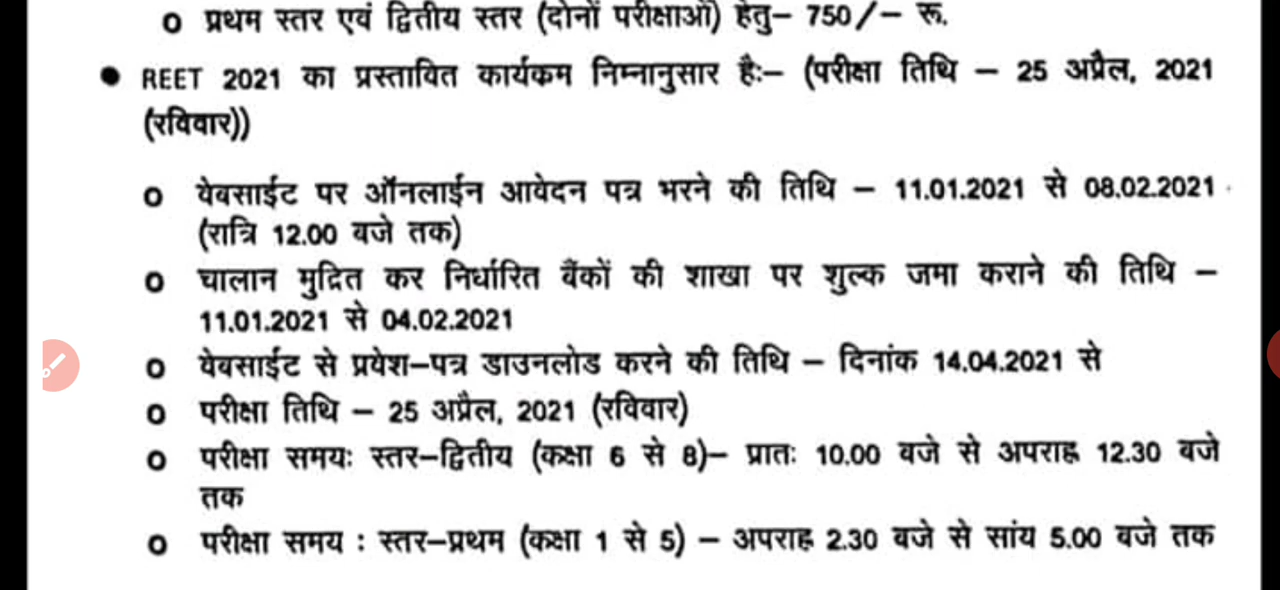 o प्रथम स्तर एवं द्वितीय स्तर (दोनों परीक्षाओं) हेतु– 750/– रू.
● REET 2021 का प्रस्तावित कार्यकम निम्नानुसार हैः– (परीक्षा तिथि – 25 अप्रैल, 2021
(रविवार))
o वेबसाईट पर ऑनलाईन आवेदन पत्र भरने की तिथि – 11.01.2021 से 08.02.2021
(रात्रि 12.00 बजे तक)
o चालान मुद्रित कर निर्धारित बैंकों की शाखा पर शुल्क जमा कराने की तिथि –
11.01.2021 से 04.02.2021
o वेबसाईट से प्रवेश–पत्र डाउनलोड करने की तिथि – दिनांक 14.04.2021 से
o परीक्षा तिथि – 25 अप्रैल, 2021 (रविवार)
o परीक्षा समयः स्तर–द्वितीय (कक्षा 6 से 8)– प्रातः 10.00 बजे से अपराह्न 12.30 बजे
तक
o परीक्षा समय : स्तर–प्रथम (कक्षा 1 से 5) – अपराह्न 2.30 बजे से सांय 5.00 बजे तक